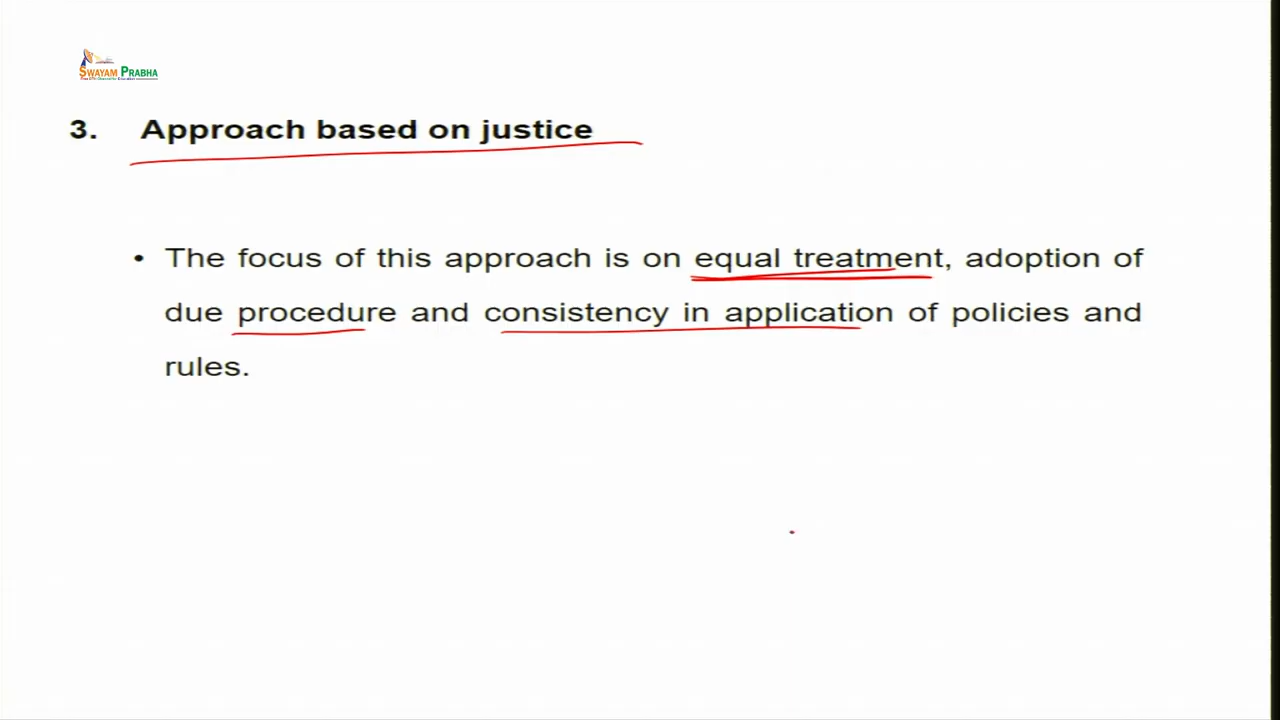 SWAYAM PRABHA
3. Approach based on justice
• The focus of this approach is on equal treatment, adoption of
due procedure and consistency in application of policies and
rules.